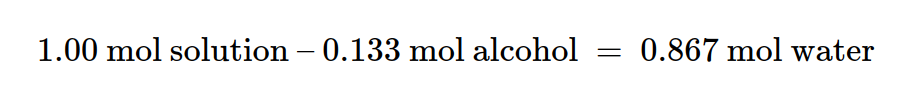 1.00 mol solution – 0.133 mol alcohol = 0.867 mol water